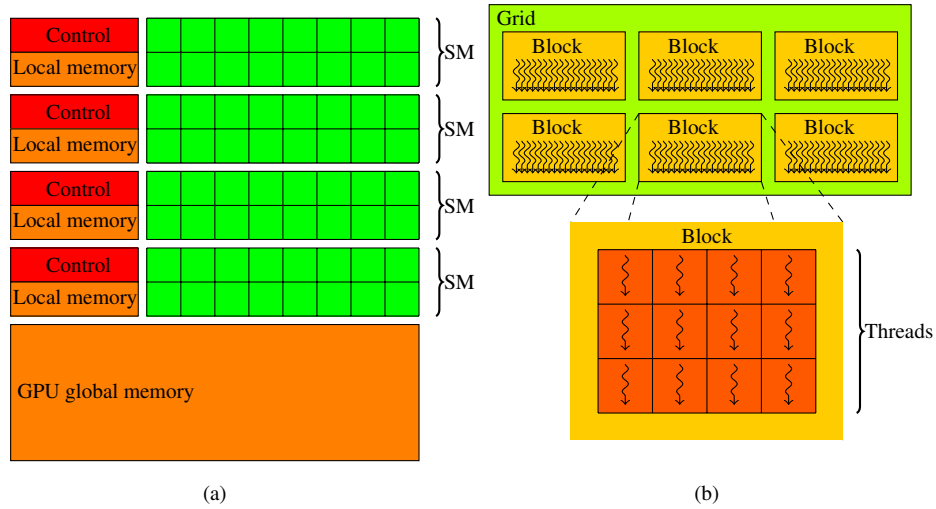 Control
Local memory
SM
Control
Local memory
SM
Control
Local memory
SM
Control
Local memory
SM
GPU global memory
(a)
Grid
Block
Block
Block
Block
Block
Block
Block
Threads
(b)